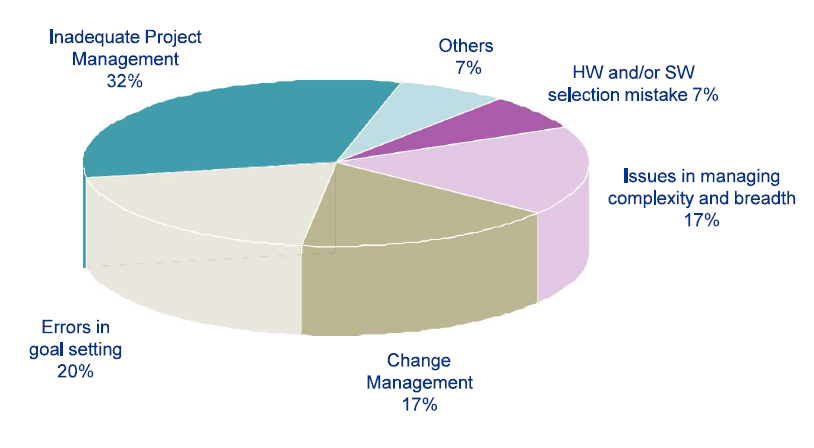 Inadequate Project
Management
32%
Others
7%
HW and/or SW
selection mistake 7%
Issues in managing
complexity and breadth
17%
Errors in
goal setting
20%
Change
Management
17%